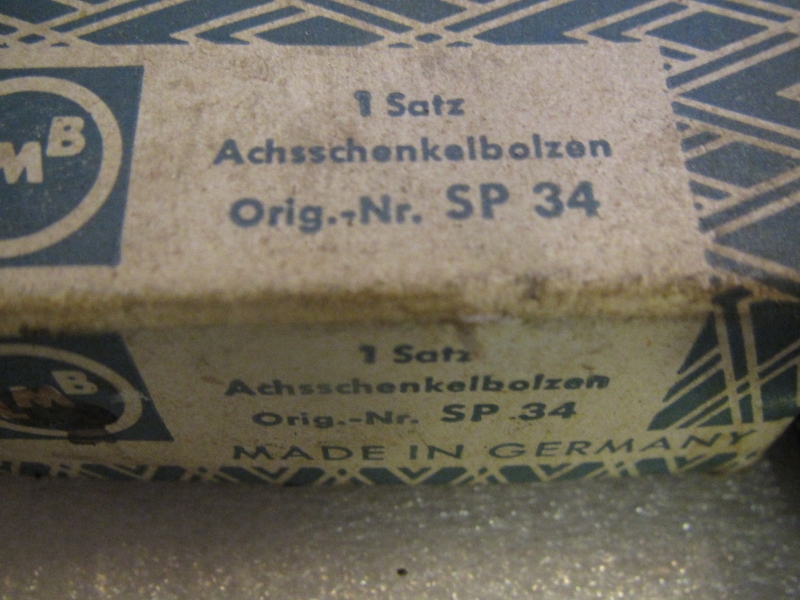 MB
1 Satz
Achsschenkelbolzen
Orig.-Nr. SP 34
MB
1 Satz
Achsschenkelbolzen
Orig.-Nr. SP 34
MADE IN GERMANY